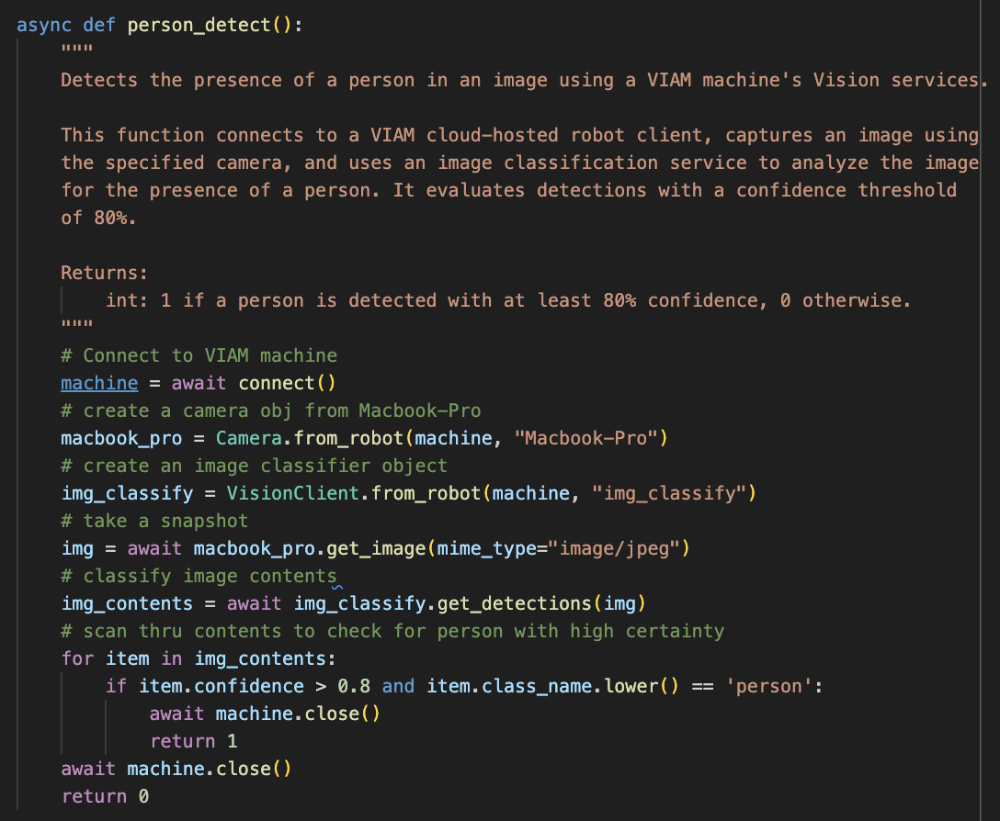 async def person_detect():
    """
    Detects the presence of a person in an image using a VIAM machine's Vision services.

    This function connects to a VIAM cloud-hosted robot client, captures an image using
    the specified camera, and uses an image classification service to analyze the image
    for the presence of a person. It evaluates detections with a confidence threshold
    of 80%.

    Returns:
        int: 1 if a person is detected with at least 80% confidence, 0 otherwise.
    """
    # Connect to VIAM machine
    machine = await connect()
    # create a camera obj from Macbook-Pro
    macbook_pro = Camera.from_robot(machine, "Macbook-Pro")
    # create an image classifier object
    img_classify = VisionClient.from_robot(machine, "img_classify")
    # take a snapshot
    img = await macbook_pro.get_image(mime_type="image/jpeg")
    # classify image contents
    img_contents = await img_classify.get_detections(img)
    # scan thru contents to check for person with high certainty
    for item in img_contents:
        if item.confidence > 0.8 and item.class_name.lower() == 'person':
            await machine.close()
            return 1
    await machine.close()
    return 0